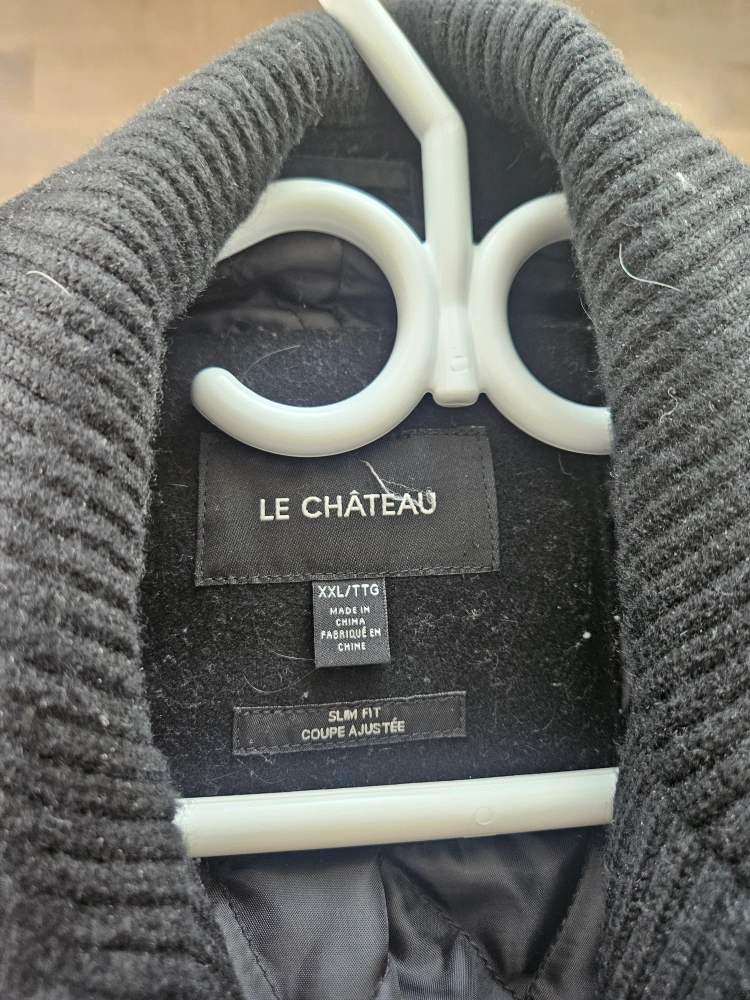 LE CHÂTEAU
XXL/TTG
MADE IN
CHINA
FABRIQUÉ EN
CHINE
SLIM FIT
COUPE AJUSTÉE